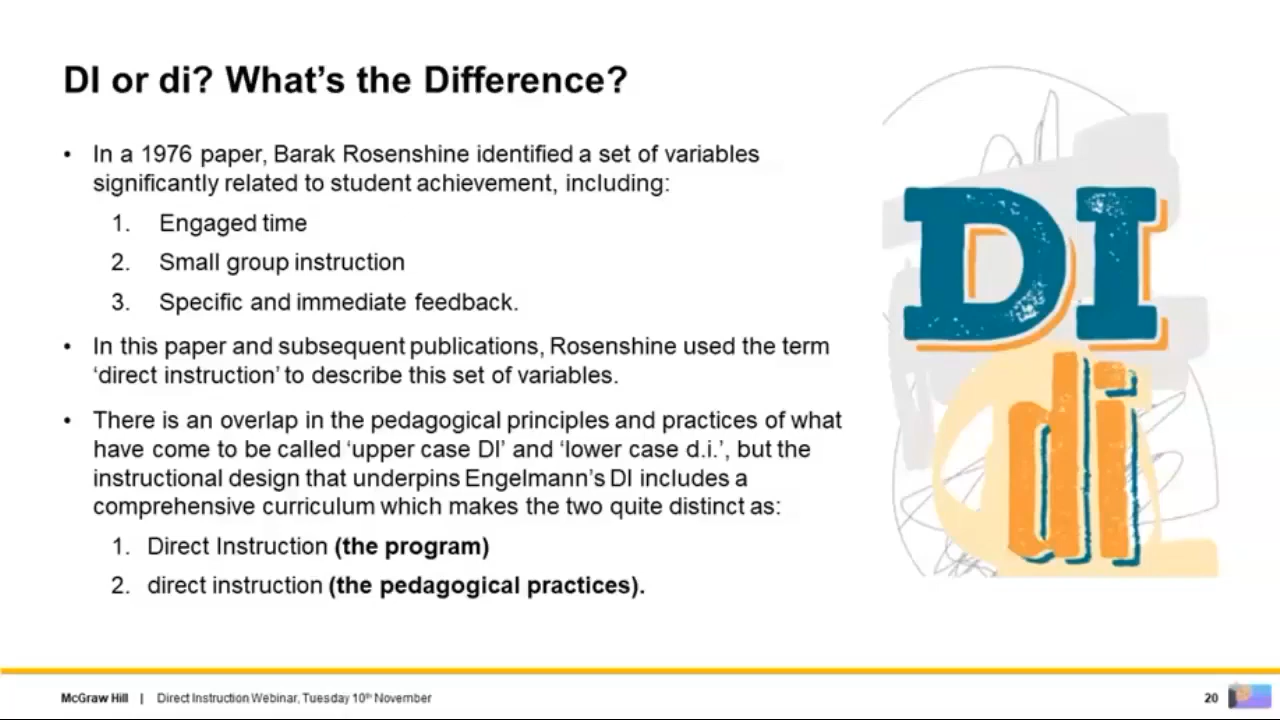 DI or di? What's the Difference?
• In a 1976 paper, Barak Rosenshine identified a set of variables
significantly related to student achievement, including:
1. Engaged time
2. Small group instruction
3. Specific and immediate feedback.
• In this paper and subsequent publications, Rosenshine used the term
'direct instruction' to describe this set of variables.
• There is an overlap in the pedagogical principles and practices of what
have come to be called 'upper case DI' and 'lower case d.i.', but the
instructional design that underpins Engelmann's DI includes a
comprehensive curriculum which makes the two quite distinct as:
1. Direct Instruction (the program)
2. direct instruction (the pedagogical practices).
DI
di
McGraw Hill | Direct Instruction Webinar, Tuesday 10th November
20